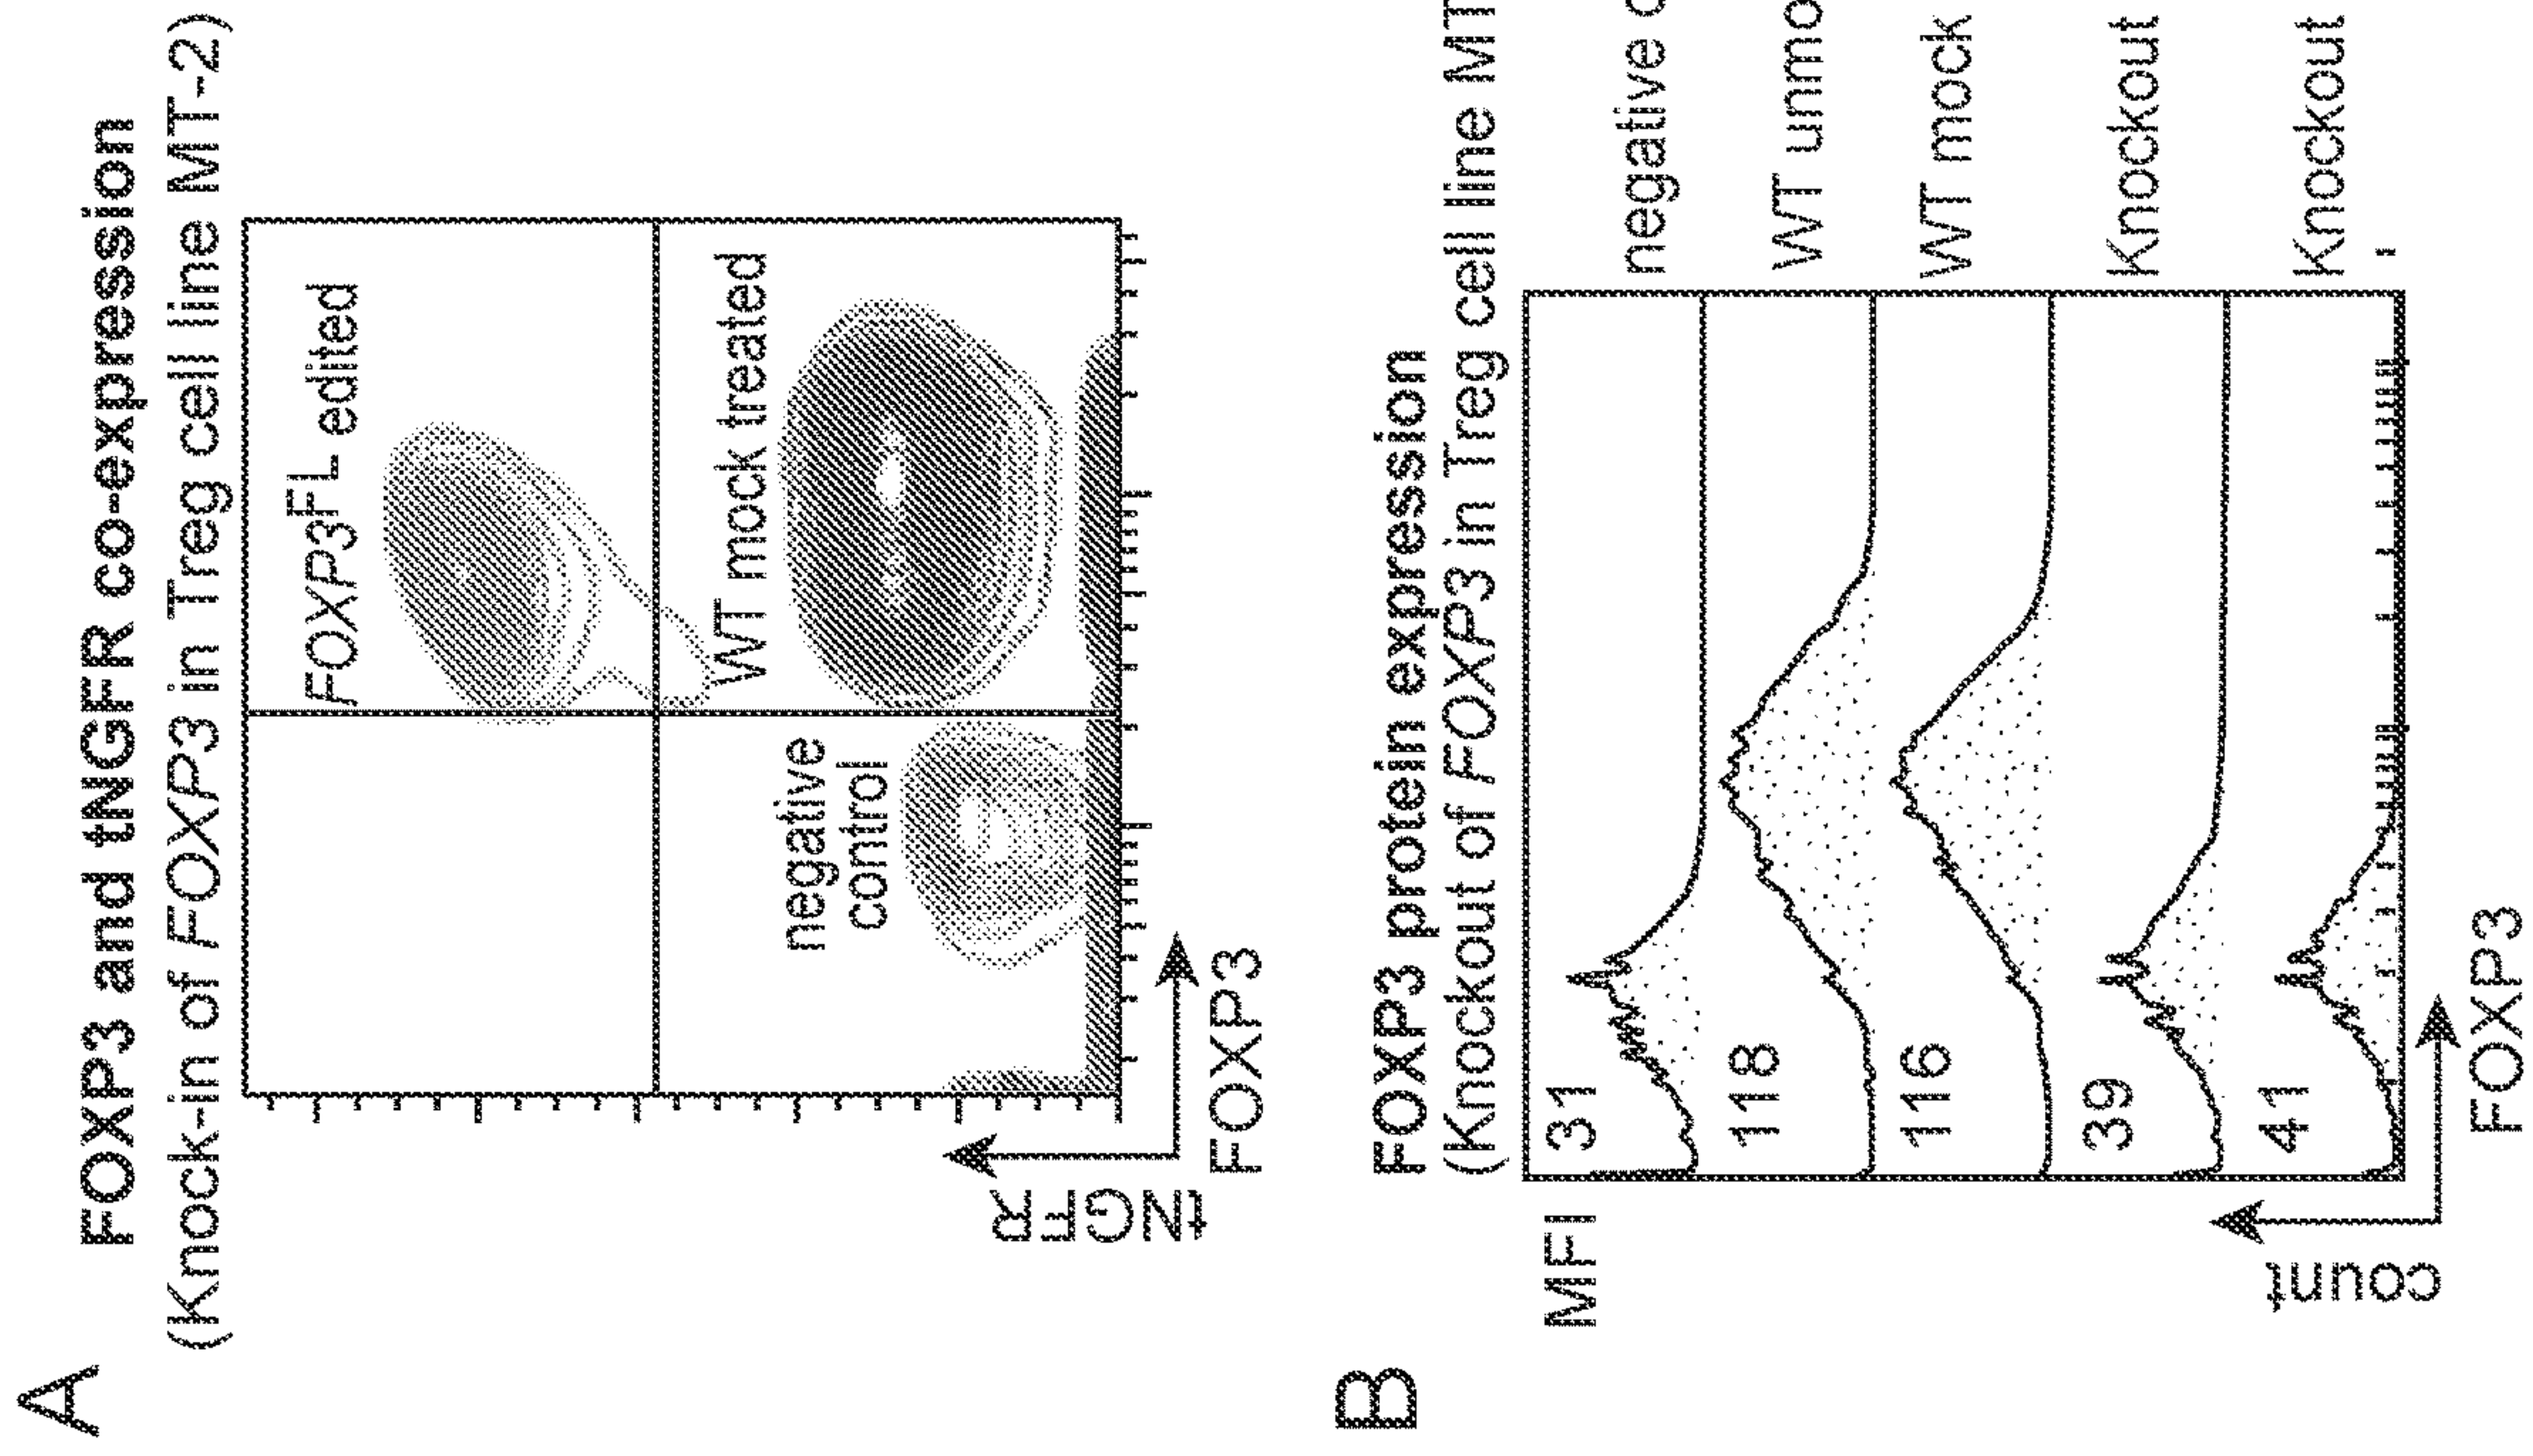 A
FOXP3 and tNGFR co-expression
(Knock-in of FOXP3 in Treg cell line MT-2)
FOXP3FL edited
WT mock treated
negative
control
tNGFR
FOXP3
B
FOXP3 protein expression
(Knockout of FOXP3 in Treg cell line MT
MFI
31
negative
118
WT
116
WT mock
39
Knockout
41
Knockout
count
FOXP3